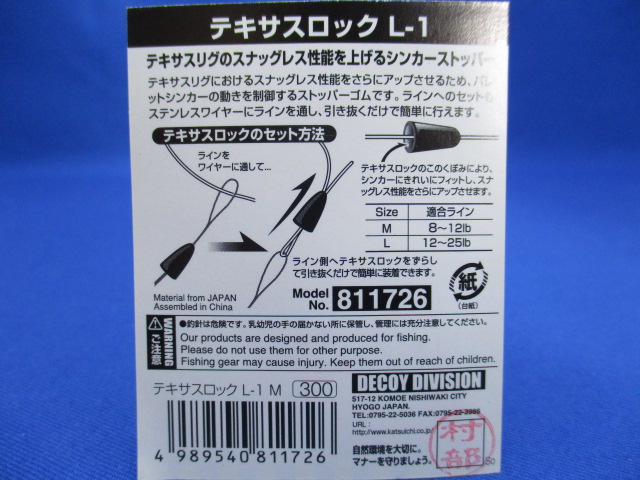 テキサスロック L-1
テキサスリグのスナッグレス性能を上げるシンカーストッパー
テキサスリグにおけるスナッグレス性能をさらにアップさせるため、バレ
ットシンカーの動きを制御するストッパーゴムです。ラインへのセットも
ステンレスワイヤーにラインを通し、引き抜くだけで簡単に行えます。
テキサスロックのセット方法
ラインを
ワイヤーに通して...
テキサスロックのこのくぼみにより、
シンカーにきれいにフィットし、スナ
ッグレス性能をさらにアップさせます。
Size 適合ライン
M 8〜12lb
L 12〜25lb
ライン側へテキサスロックをずらし
て引き抜くだけで簡単に装着できます。
紙
(台紙)
Material from JAPAN
Assembled in China
Model No. 811726
WARNING
ご注意
●釣針は危険です。乳幼児の手の届かない所に保管し、管理には充分注意してください。
Our products are designed and produced for fishing.
Please do not use them for other purpose.
Fishing gear may cause injury. Keep them out of reach of children.
テキサスロック L-1 M 300
4 989540 811726
DECOY DIVISION
517-12 KOMOE NISHIWAKI CITY
HYOGO JAPAN.
TEL:0795-22-5036 FAX:0795-22-3986
URL :
http://www.katsuichi.co.jp
自然環境を大切に。
マナーを守りましょう。
村
部